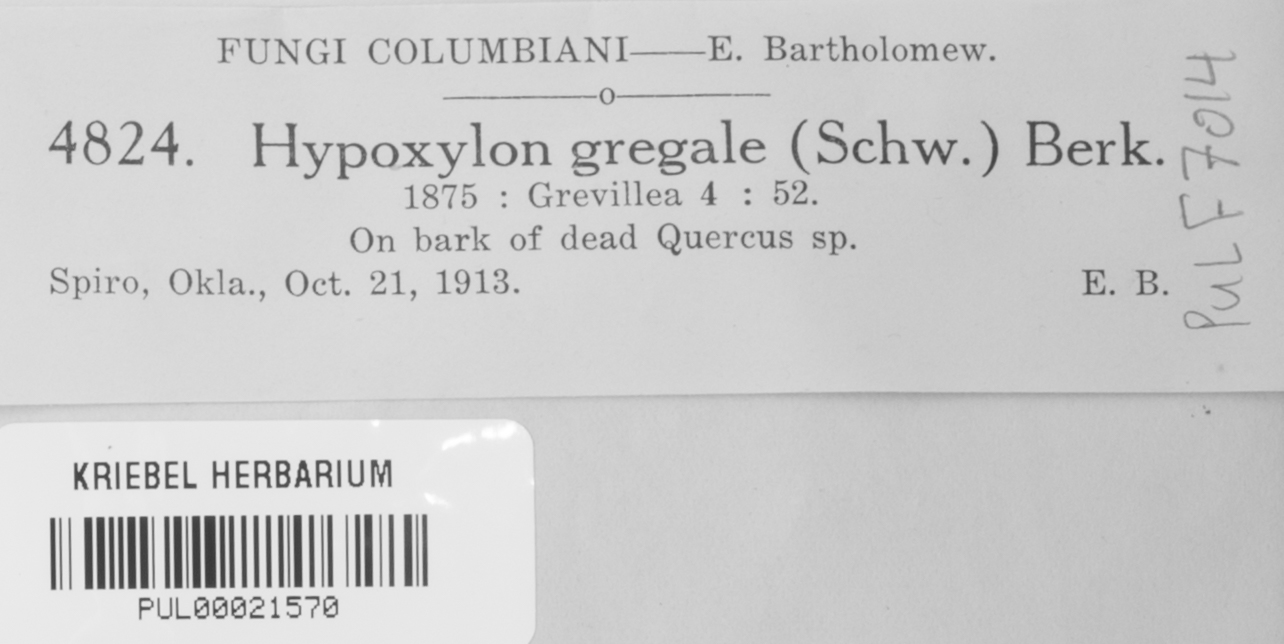 FUNGI COLUMBIANI——E. Bartholomew.
———o———
4824. Hypoxylon gregale (Schw.) Berk.
1875 : Grevillea 4 : 52.
On bark of dead Quercus sp.
Spiro, Okla., Oct. 21, 1913. E. B.
PUL F 7014
KRIEBEL HERBARIUM
PUL00021570